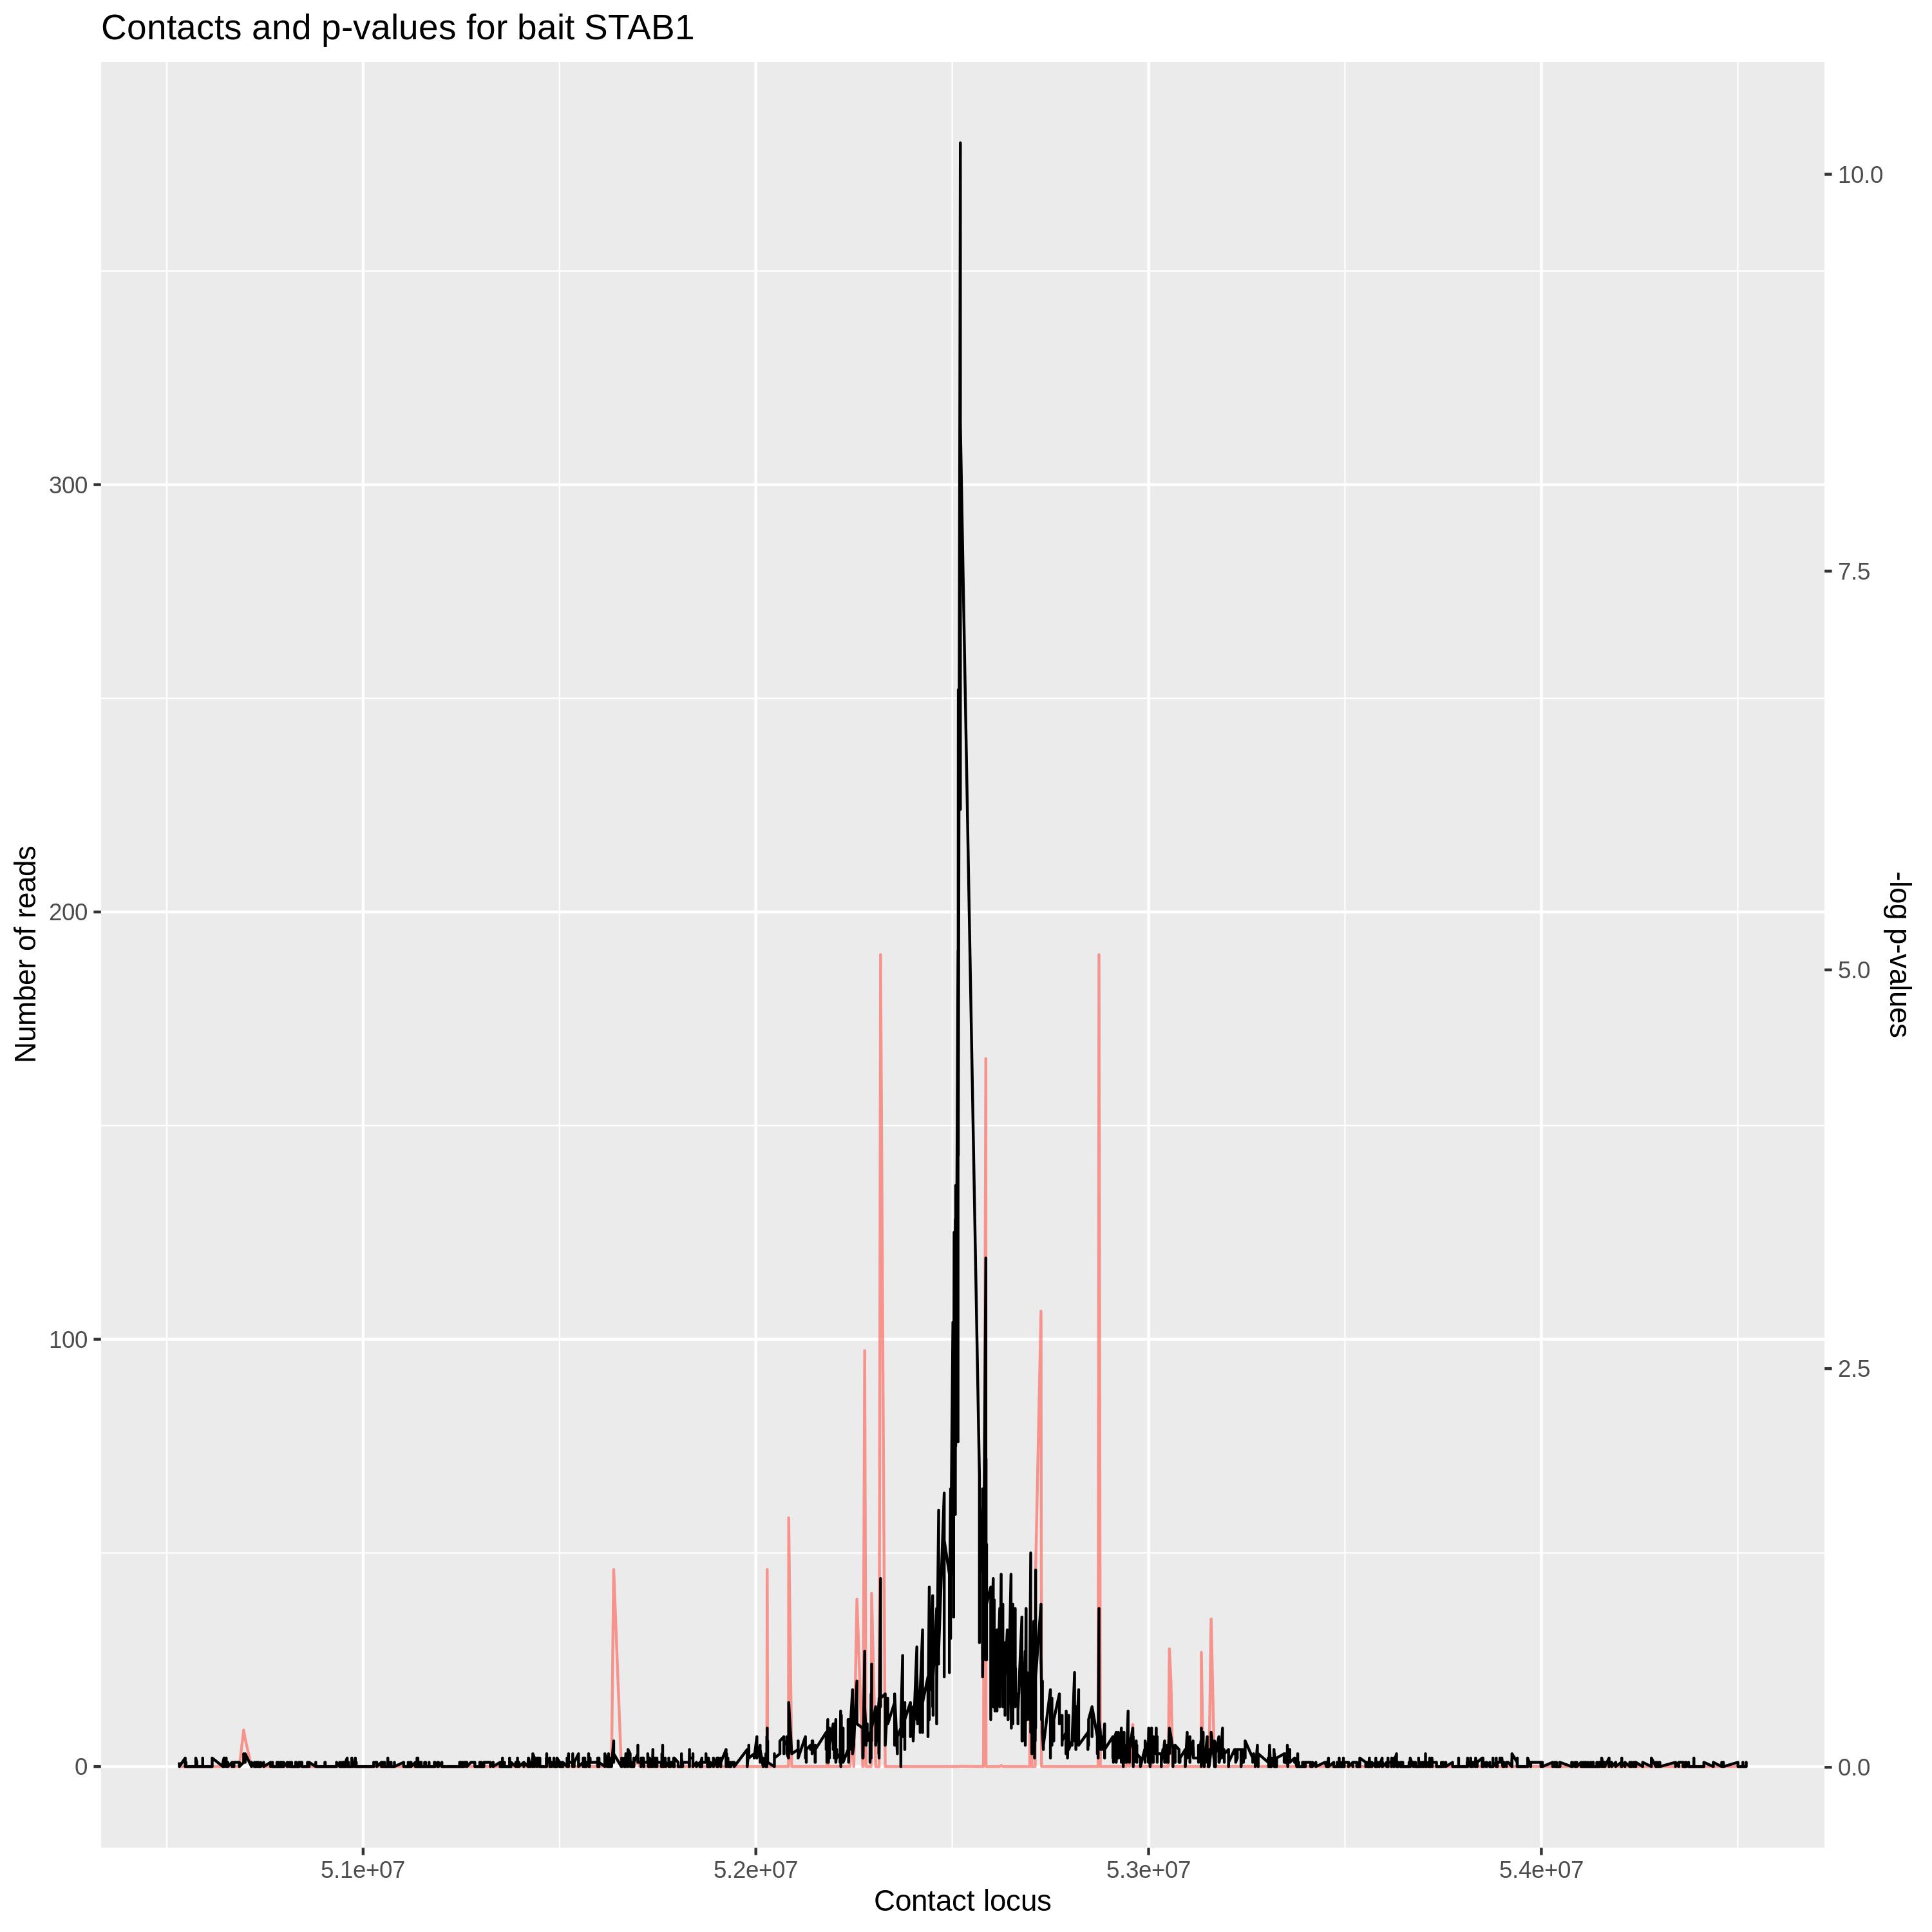 Contacts and p-values for bait STAB1
Number of reads
300
200
100
0
10.0
7.5
5.0
2.5
0.0
-log p-values
5.1e+07
5.2e+07
5.3e+07
5.4e+07
Contact locus